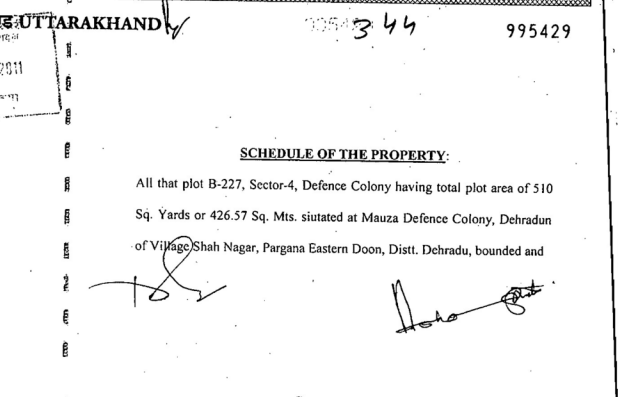 UTTARAKHAND
344
995429
2011
SCHEDULE OF THE PROPERTY:
All that plot B-227, Sector-4, Defence Colony having total plot area of 510
Sq. Yards or 426.57 Sq. Mts. siutated at Mauza Defence Colony, Dehradun
of Village Shah Nagar, Pargana Eastern Doon, Distt. Dehradu, bounded and